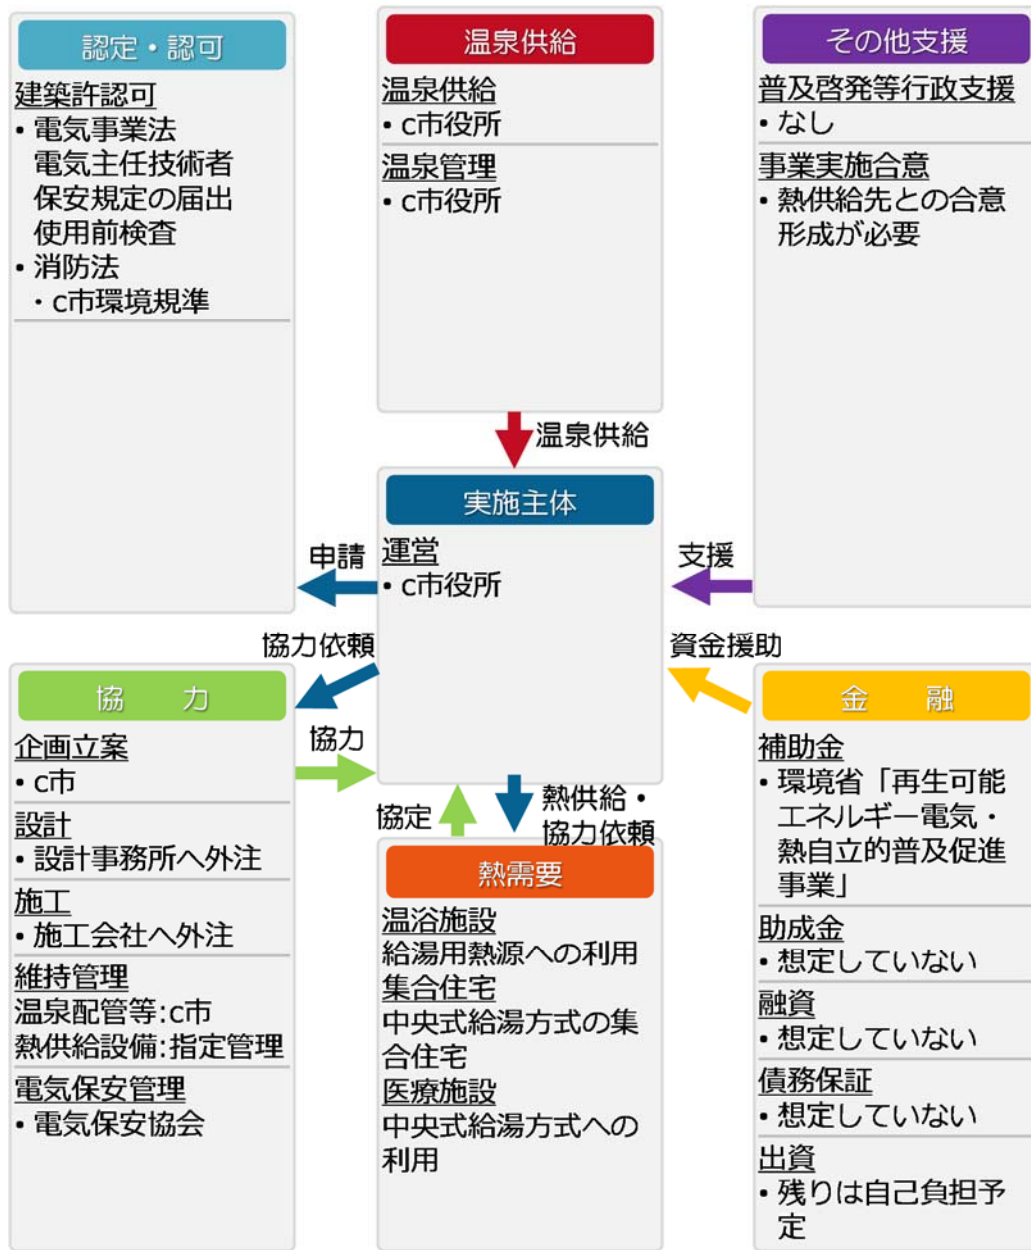 認定・認可
建築許認可
・電気事業法
電気主任技術者
保安規定の届出
使用前検査
・消防法
・c市環境規準
温泉供給
温泉供給
・c市役所
温泉管理
・c市役所
その他支援
普及啓発等行政支援
・なし
事業実施合意
・熱供給先との合意
形成が必要
温泉供給
実施主体
運営
・c市役所
申請
支援
協力依頼
資金援助
協力
協定
熱供給・
協力依頼
協　力
企画立案
・c市
設計
・設計事務所へ外注
施工
・施工会社へ外注
維持管理
温泉配管等:c市
熱供給設備:指定管理
電気保安管理
・電気保安協会
熱需要
温浴施設
給湯用熱源への利用
集合住宅
中央式給湯方式の集
合住宅
医療施設
中央式給湯方式への
利用
金　融
補助金
・環境省「再生可能
エネルギー電気・
熱自立的普及促進
事業」
助成金
・想定していない
融資
・想定していない
債務保証
・想定していない
出資
・残りは自己負担予
定